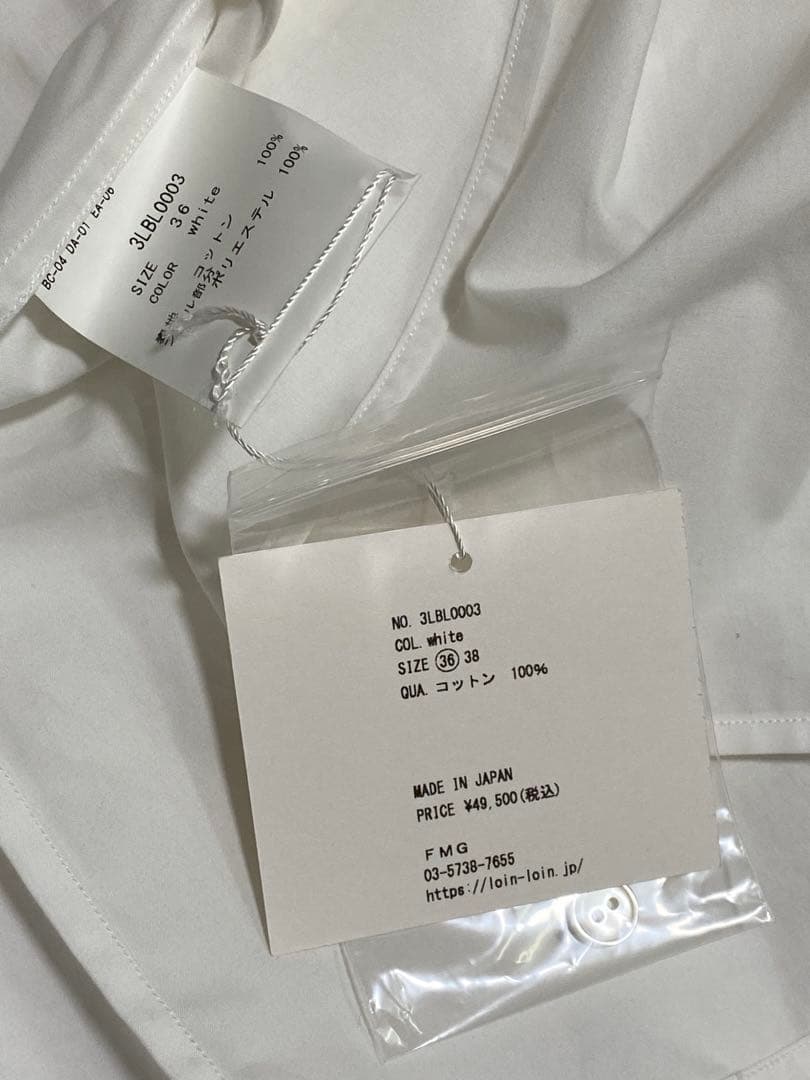 BC-04 DA-01 EA-06
3LBL0003
SIZE 36
COLOR white
コットン 100%
ポリエステル 100%
NO. 3LBL0003
COL. white
SIZE 36 38
QUA. コットン 100%
MADE IN JAPAN
PRICE ¥49,500(税込)
FMG
03-5738-7655
https://loin-loin.jp/